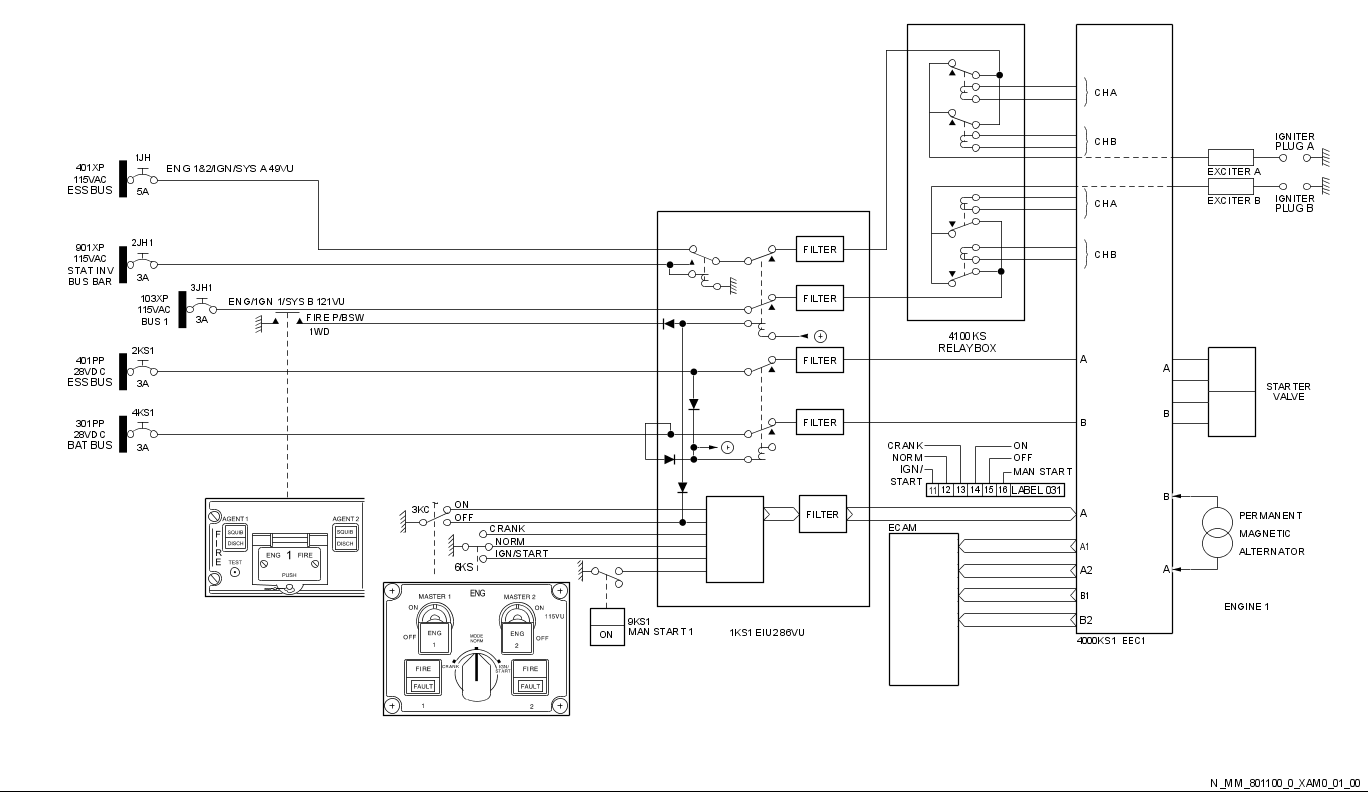 401XP
115VAC
ESS BUS
1JH
5A
ENG 1&2/IGN/SYS A 49VU
901XP
115VAC
STAT INV
BUS BAR
2JH1
3A
103XP
115VAC
BUS 1
3JH1
3A
ENG/IGN 1/SYS B 121VU
FIRE P/BSW
1WD
401PP
28VDC
ESS BUS
2KS1
3A
301PP
28VDC
BAT BUS
4KS1
3A
FILTER
FILTER
FILTER
FILTER
FILTER
1KS1 EIU 286VU
4100KS
RELAY BOX
CHA
CHB
CHA
CHB
EXCITER A
EXCITER B
IGNITER
PLUG A
IGNITER
PLUG B
A
B
A
B
STARTER
VALVE
CRANK
NORM
IGN/
START
ON
OFF
MAN START
11 12 13 14 15 16 LABEL 031
A
ECAM
A1
A2
B1
B2
4000KS1 EEC1
B
A
PERMANENT
MAGNETIC
ALTERNATOR
ENGINE 1
AGENT 1
SQUIB
DISCH
FIRE
TEST
ENG 1 FIRE
PUSH
AGENT 2
SQUIB
DISCH
3KC
ON
OFF
CRANK
NORM
IGN/START
6KS
9KS1
MAN START 1
ON
MASTER 1
ENG
MASTER 2
ON
ON
115VU
OFF
OFF
ENG
1
ENG
2
MODE
NORM
CRANK
IGN/
START
FIRE
FAULT
FIRE
FAULT
1
2
N_MM_801100_0_XAM0_01_00